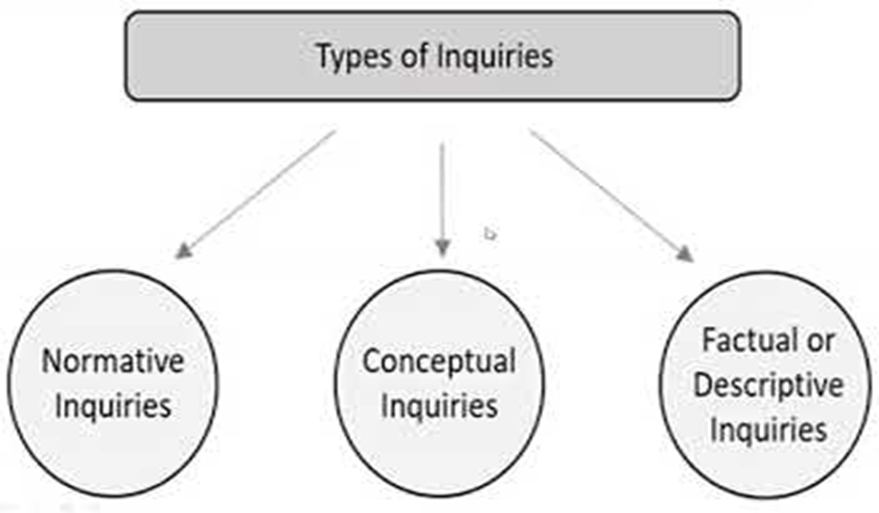 Types of Inquiries
Normative
Inquiries
Conceptual
Inquiries
Factual or
Descriptive
Inquiries